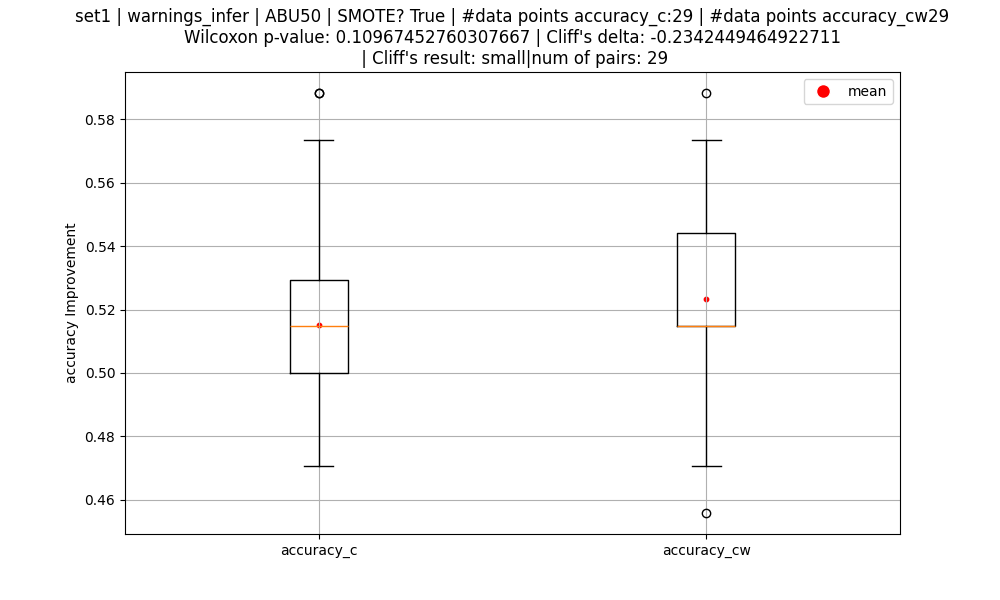 set1 | warnings_infer | ABU50 | SMOTE? True | #data points accuracy_c:29 | #data points accuracy_cw29
Wilcoxon p-value: 0.10967452760307667 | Cliff's delta: -0.2342449464922711
| Cliff's result: small|num of pairs: 29
mean
0.58
0.56
0.54
0.52
0.50
0.48
0.46
accuracy Improvement
accuracy_c
accuracy_cw